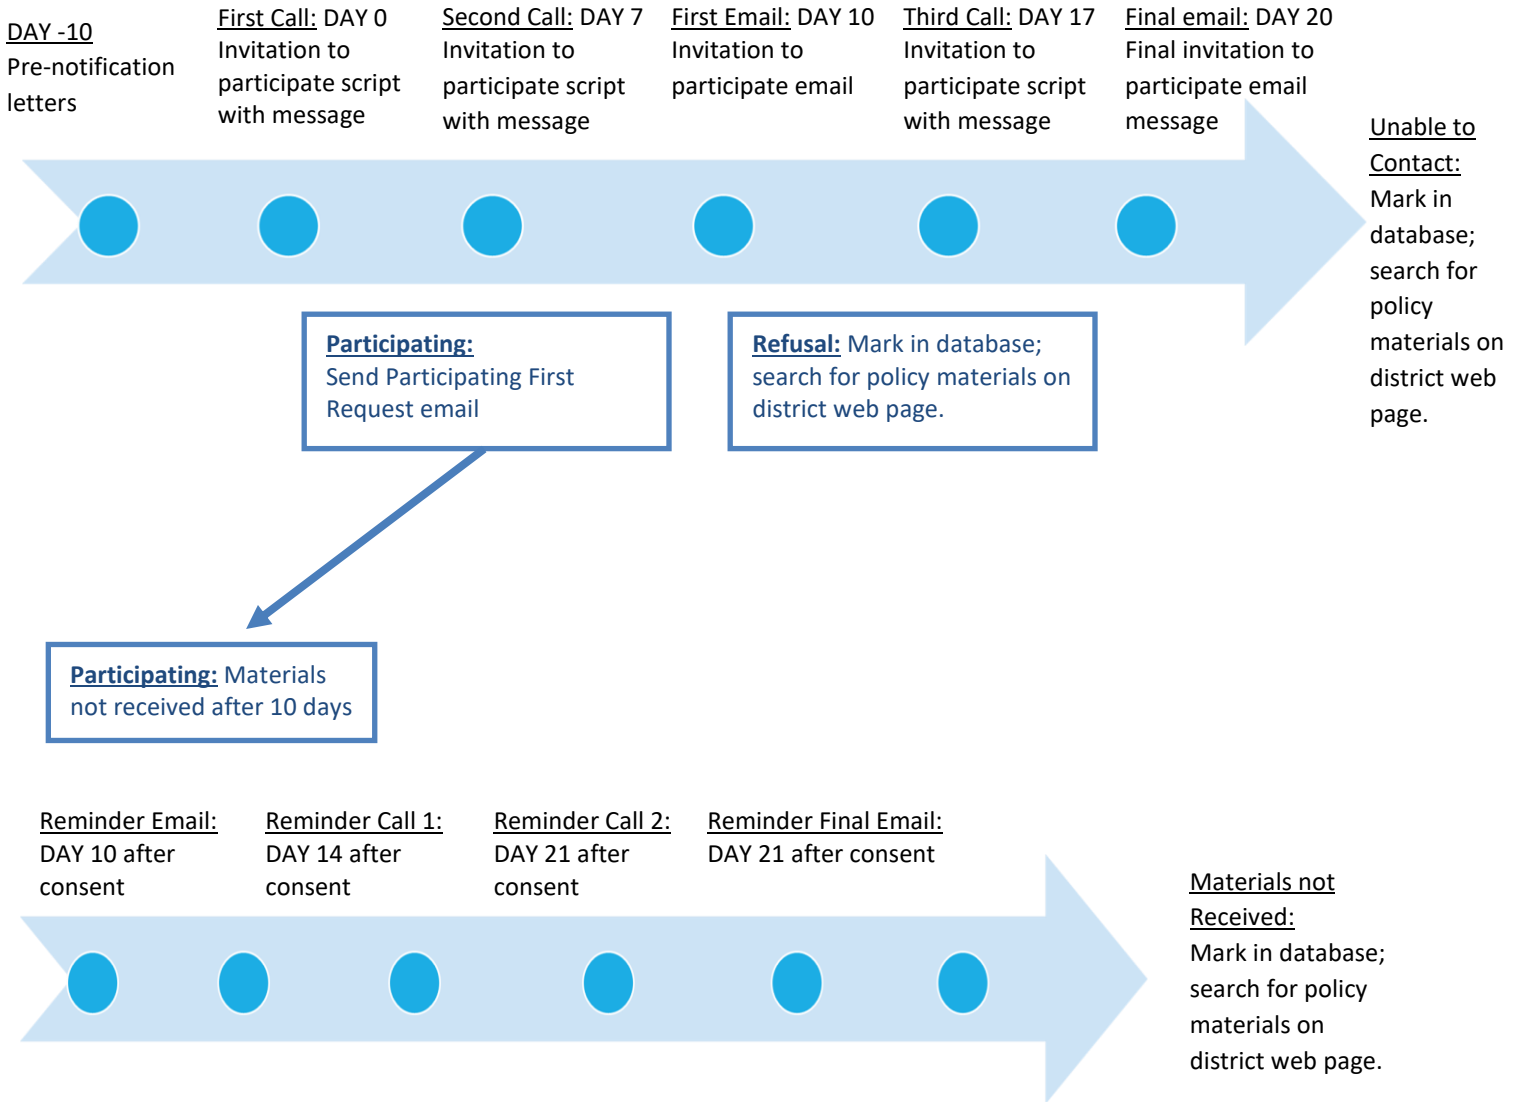 DAY -10
Pre-notification
letters
First Call: DAY 0
Invitation to
participate script
with message
Second Call: DAY 7
Invitation to
participate script
with message
First Email: DAY 10
Invitation to
participate email
Third Call: DAY 17
Invitation to
participate script
with message
Final email: DAY 20
Final invitation to
participate email
message
Unable to
Contact:
Mark in
database;
search for
policy
materials on
district web
page.
Participating:
Send Participating First
Request email
Refusal: Mark in database;
search for policy materials on
district web page.
Participating: Materials
not received after 10 days
Reminder Email:
DAY 10 after
consent
Reminder Call 1:
DAY 14 after
consent
Reminder Call 2:
DAY 21 after
consent
Reminder Final Email:
DAY 21 after consent
Materials not
Received:
Mark in database;
search for policy
materials on
district web page.